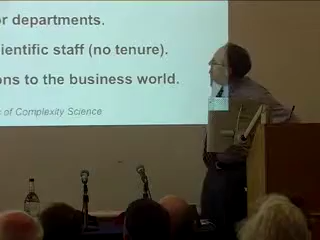 or departments.
ientific staff (no tenure).
ons to the business world.
of Complexity Science